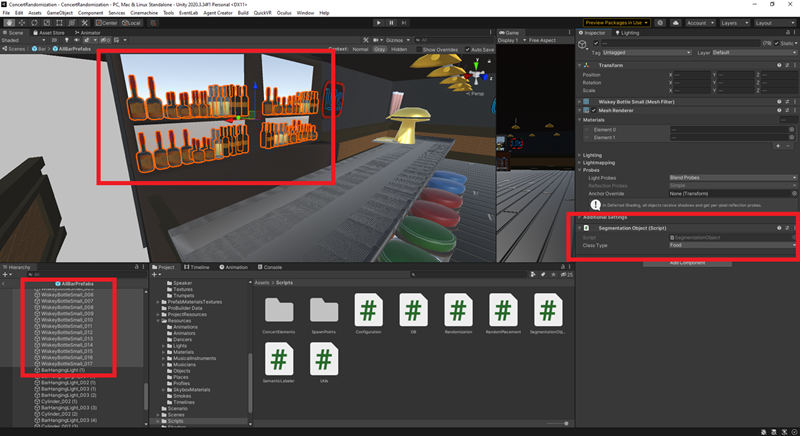 ConcertRandomization - ConcertRandomization - PC, Mac & Linux Standalone - Unity 2020.3.34f1 Personal <DX11>
File Edit Assets GameObject Component Services Cinemachine Tools EventLab Agent Creator Build QuickVR Oculus Window Help
Center Local
Preview Packages in Use
Account
Layers
Layout
Scene
Asset Store
Animator
Shaded
2D
Gizmos
All
Scenes
Bar
AllBarPrefabs
Context:
Normal
Gray
Hidden
Show Overrides
Auto Save
Persp
Game
Display 1
Free Aspect
Inspector
Lighting
Static
Tag Untagged
Layer Default
Transform
Position X — Y — Z —
Rotation X — Y — Z —
Scale X — Y — Z —
Wiskey Bottle Small (Mesh Filter)
Mesh Renderer
Materials
Element 0
Element 1
Lighting
Lightmapping
Probes
Light Probes Blend Probes
Reflection Probes Simple
Anchor Override None (Transform)
In Deferred Shading, all objects receive shadows and get per-pixel reflection probes.
Additional Settings
Segmentation Object (Script)
Script SegmentationObject
Class Type Food
Add Component
Hierarchy
All
AllBarPrefabs
WiskeyBottleSmall_005
WiskeyBottleSmall_006
WiskeyBottleSmall_007
WiskeyBottleSmall_008
WiskeyBottleSmall_009
WiskeyBottleSmall_010
WiskeyBottleSmall_011
WiskeyBottleSmall_012
WiskeyBottleSmall_013
WiskeyBottleSmall_014
WiskeyBottleSmall_015
WiskeyBottleSmall_016
WiskeyBottleSmall_017
BarHangingLight (1)
BarHangingLight_002 (1)
BarHangingLight_003 (1)
Cylinder_002 (1)
BarHangingLight_003 (3)
Cylinder_002 (2)
BarHangingLight_003 (4)
Project
Timeline
Animation
Console
Speaker
Textures
Trumpets
PrefabMaterialsTextures
ProBuilder Data
ProjectResources
Resources
Animations
Animators
Dancers
Lights
Materials
MusicalInstruments
Musicians
Objects
Places
Profiles
SkyboxMaterials
Smokes
Timelines
Scenario
Scenes
Scripts
Assets > Scripts
ConcertElements
SpawnPoints
Configuration
DB
Randomization
RandomPlacement
SegmentationObj...
SemanticLabeler
Utils